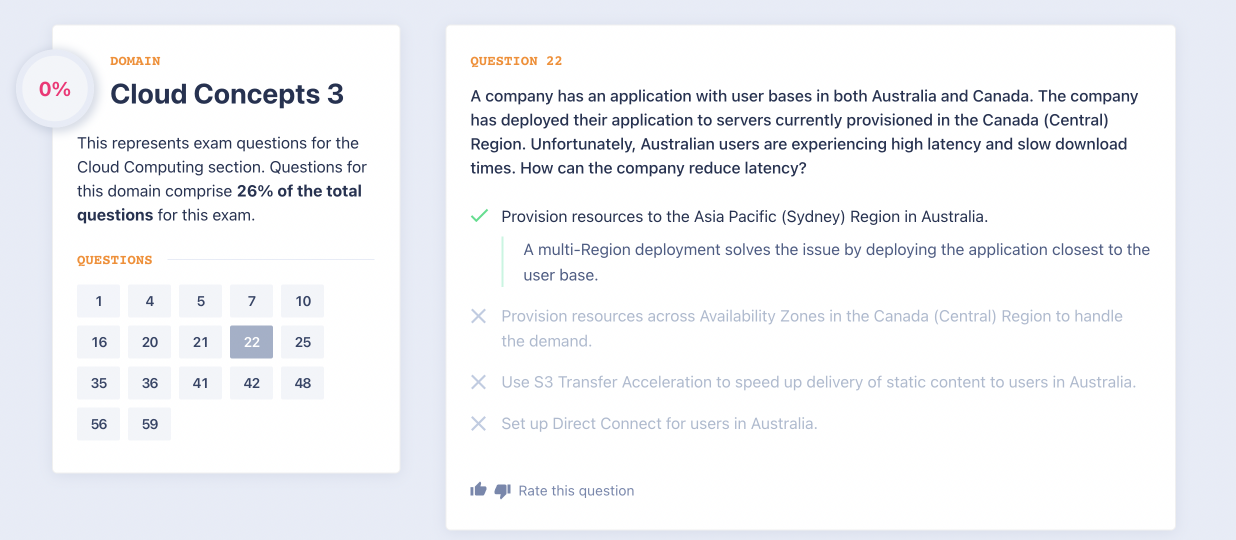 0%
DOMAIN
Cloud Concepts 3
This represents exam questions for the
Cloud Computing section. Questions for
this domain comprise 26% of the total
questions for this exam.
QUESTIONS
1 4 5 7 10
16 20 21 22 25
35 36 41 42 48
56 59
QUESTION 22
A company has an application with user bases in both Australia and Canada. The company
has deployed their application to servers currently provisioned in the Canada (Central)
Region. Unfortunately, Australian users are experiencing high latency and slow download
times. How can the company reduce latency?
Provision resources to the Asia Pacific (Sydney) Region in Australia.
A multi-Region deployment solves the issue by deploying the application closest to the
user base.
Provision resources across Availability Zones in the Canada (Central) Region to handle
the demand.
Use S3 Transfer Acceleration to speed up delivery of static content to users in Australia.
Set up Direct Connect for users in Australia.
Rate this question